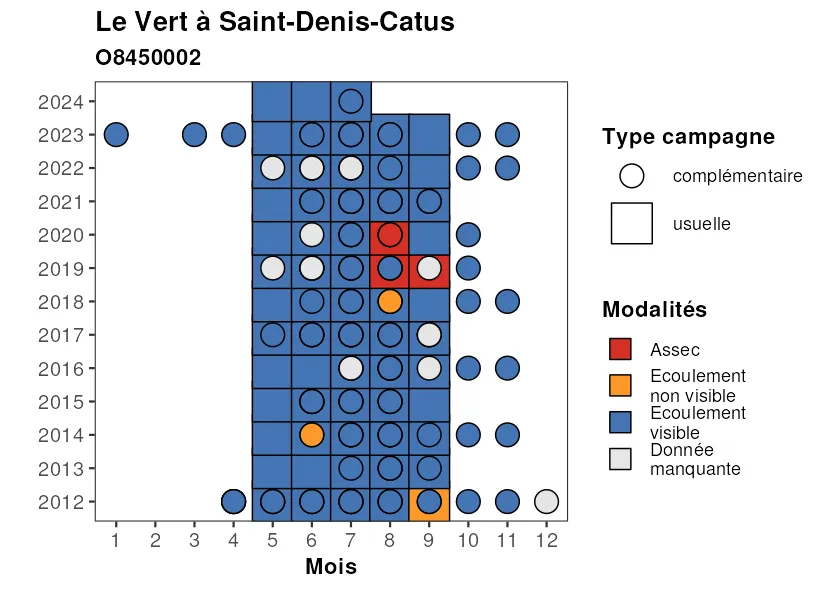 Le Vert à Saint-Denis-Catus
O8450002
2024
2023
2022
2021
2020
2019
2018
2017
2016
2015
2014
2013
2012
1 2 3 4 5 6 7 8 9 10 11 12
Mois
Type campagne
complémentaire
usuelle
Modalités
Assec
Ecoulement
non visible
Ecoulement
visible
Donnée
manquante